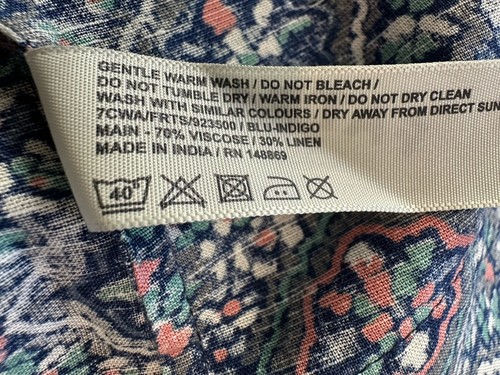 GENTLE WARM WASH / DO NOT BLEACH /
DO NOT TUMBLE DRY / WARM IRON / DO NOT DRY CLEAN
WASH WITH SIMILAR COLOURS / DRY AWAY FROM DIRECT SUN
7CWA/FRTS/923500 / BLU-INDIGO
MAIN - 70% VISCOSE / 30% LINEN
MADE IN INDIA / RN 148869
40°